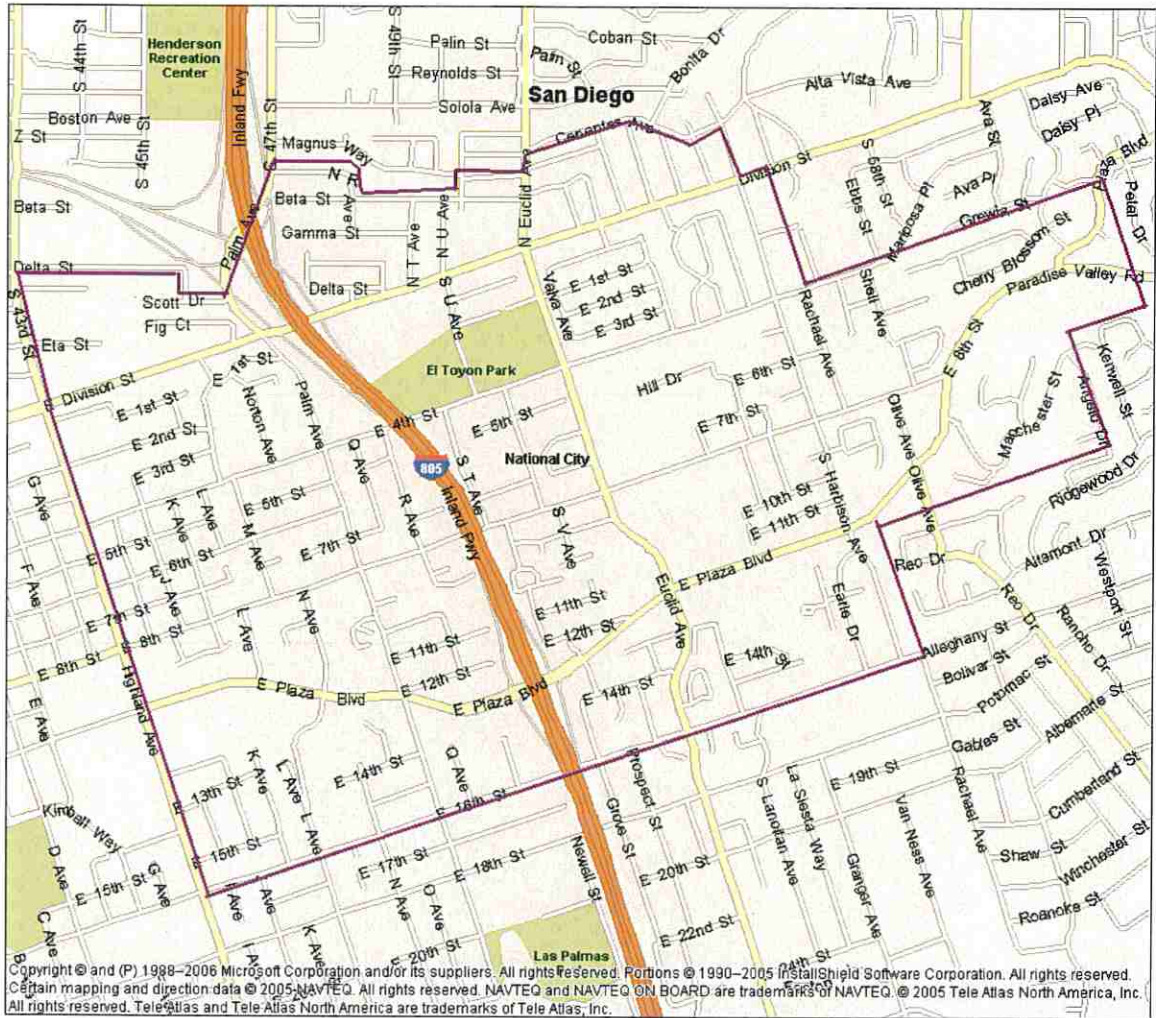 Henderson
Recreation
Center
S 44th St
Inland Fwy
S 47th St
S 49th St
Palin St
Reynolds St
Solola Ave
Coban St
Palin St
Bonita Dr
San Diego
Alta Vista Ave
Daisy Ave
Daisy Pl
Ava St
Boston Ave
Z St
S 45th St
Magnus Way
Cervantes Ave
Division St
S 58th St
Ebbs St
Mariposa Pl
Ava Pl
Grewia St
Plaza Blvd
Petal Dr
Beta St
Palm Ave
N R Ave
Beta St
Gamma St
N T Ave
N U Ave
N Euclid Ave
Delta St
Scott Dr
Fig Ct
Delta St
S U Ave
Valva Ave
E 1st St
E 2nd St
E 3rd St
Rachael Ave
Shell Ave
Cherry Blossom St
Paradise Valley Rd
S 43rd St
Eta St
Division St
E 1st St
E 1st St
E 2nd St
E 3rd St
Norton Ave
Palm Ave
El Toyon Park
E 4th St
E 5th St
Hill Dr
E 6th St
E 7th St
E 8th St
Manchester St
Angelo Dr
Kenwell St
Ridgewood Dr
Olive Ave
Olive Ave
G Ave
F Ave
K Ave
L Ave
M Ave
E 5th St
Q Ave
R Ave
805
Inland Fwy
S T Ave
National City
S V Ave
E 10th St
E 11th St
S Harbison Ave
E 5th St
E 6th St
E 7th St
J Ave
E 7th St
E 8th St
E 8th St
L Ave
N Ave
E 11th St
E 12th St
E 11th St
E 12th St
Euclid Ave
E Plaza Blvd
Earle Dr
Reo Dr
Altamont Dr
Westport St
Reo Dr
Rancho Dr
Alleghany St
Bolivar St
Potomac St
Albemarle St
Gables St
E Ave
Highland Ave
E Plaza Blvd
E Plaza Blvd
E 14th St
E 14th St
E 13th St
K Ave
L Ave
L Ave
E 14th St
Q Ave
E 16th St
Prospect St
Grove St
Newell St
S Lanoitan Ave
La Siesta Way
E 19th St
Granger Ave
Van Ness Ave
Rachael Ave
Cumberland St
Shaw St
Winchester St
Roanoke St
Kimball Way
D Ave
C Ave
E 15th St
G Ave
E 15th St
I Ave
J Ave
I Ave
K Ave
E 17th St
E 18th St
N Ave
O Ave
E 20th St
E 20th St
E 22nd St
24th St
Las Palmas
Copyright © and (P) 1988–2006 Microsoft Corporation and/or its suppliers. All rights reserved. Portions © 1990–2005 InstallShield Software Corporation. All rights reserved.
Certain mapping and direction data © 2005 NAVTEQ. All rights reserved. NAVTEQ and NAVTEQ ON BOARD are trademarks of NAVTEQ. © 2005 Tele Atlas North America, Inc.
All rights reserved. Tele Atlas and Tele Atlas North America are trademarks of Tele Atlas, Inc.